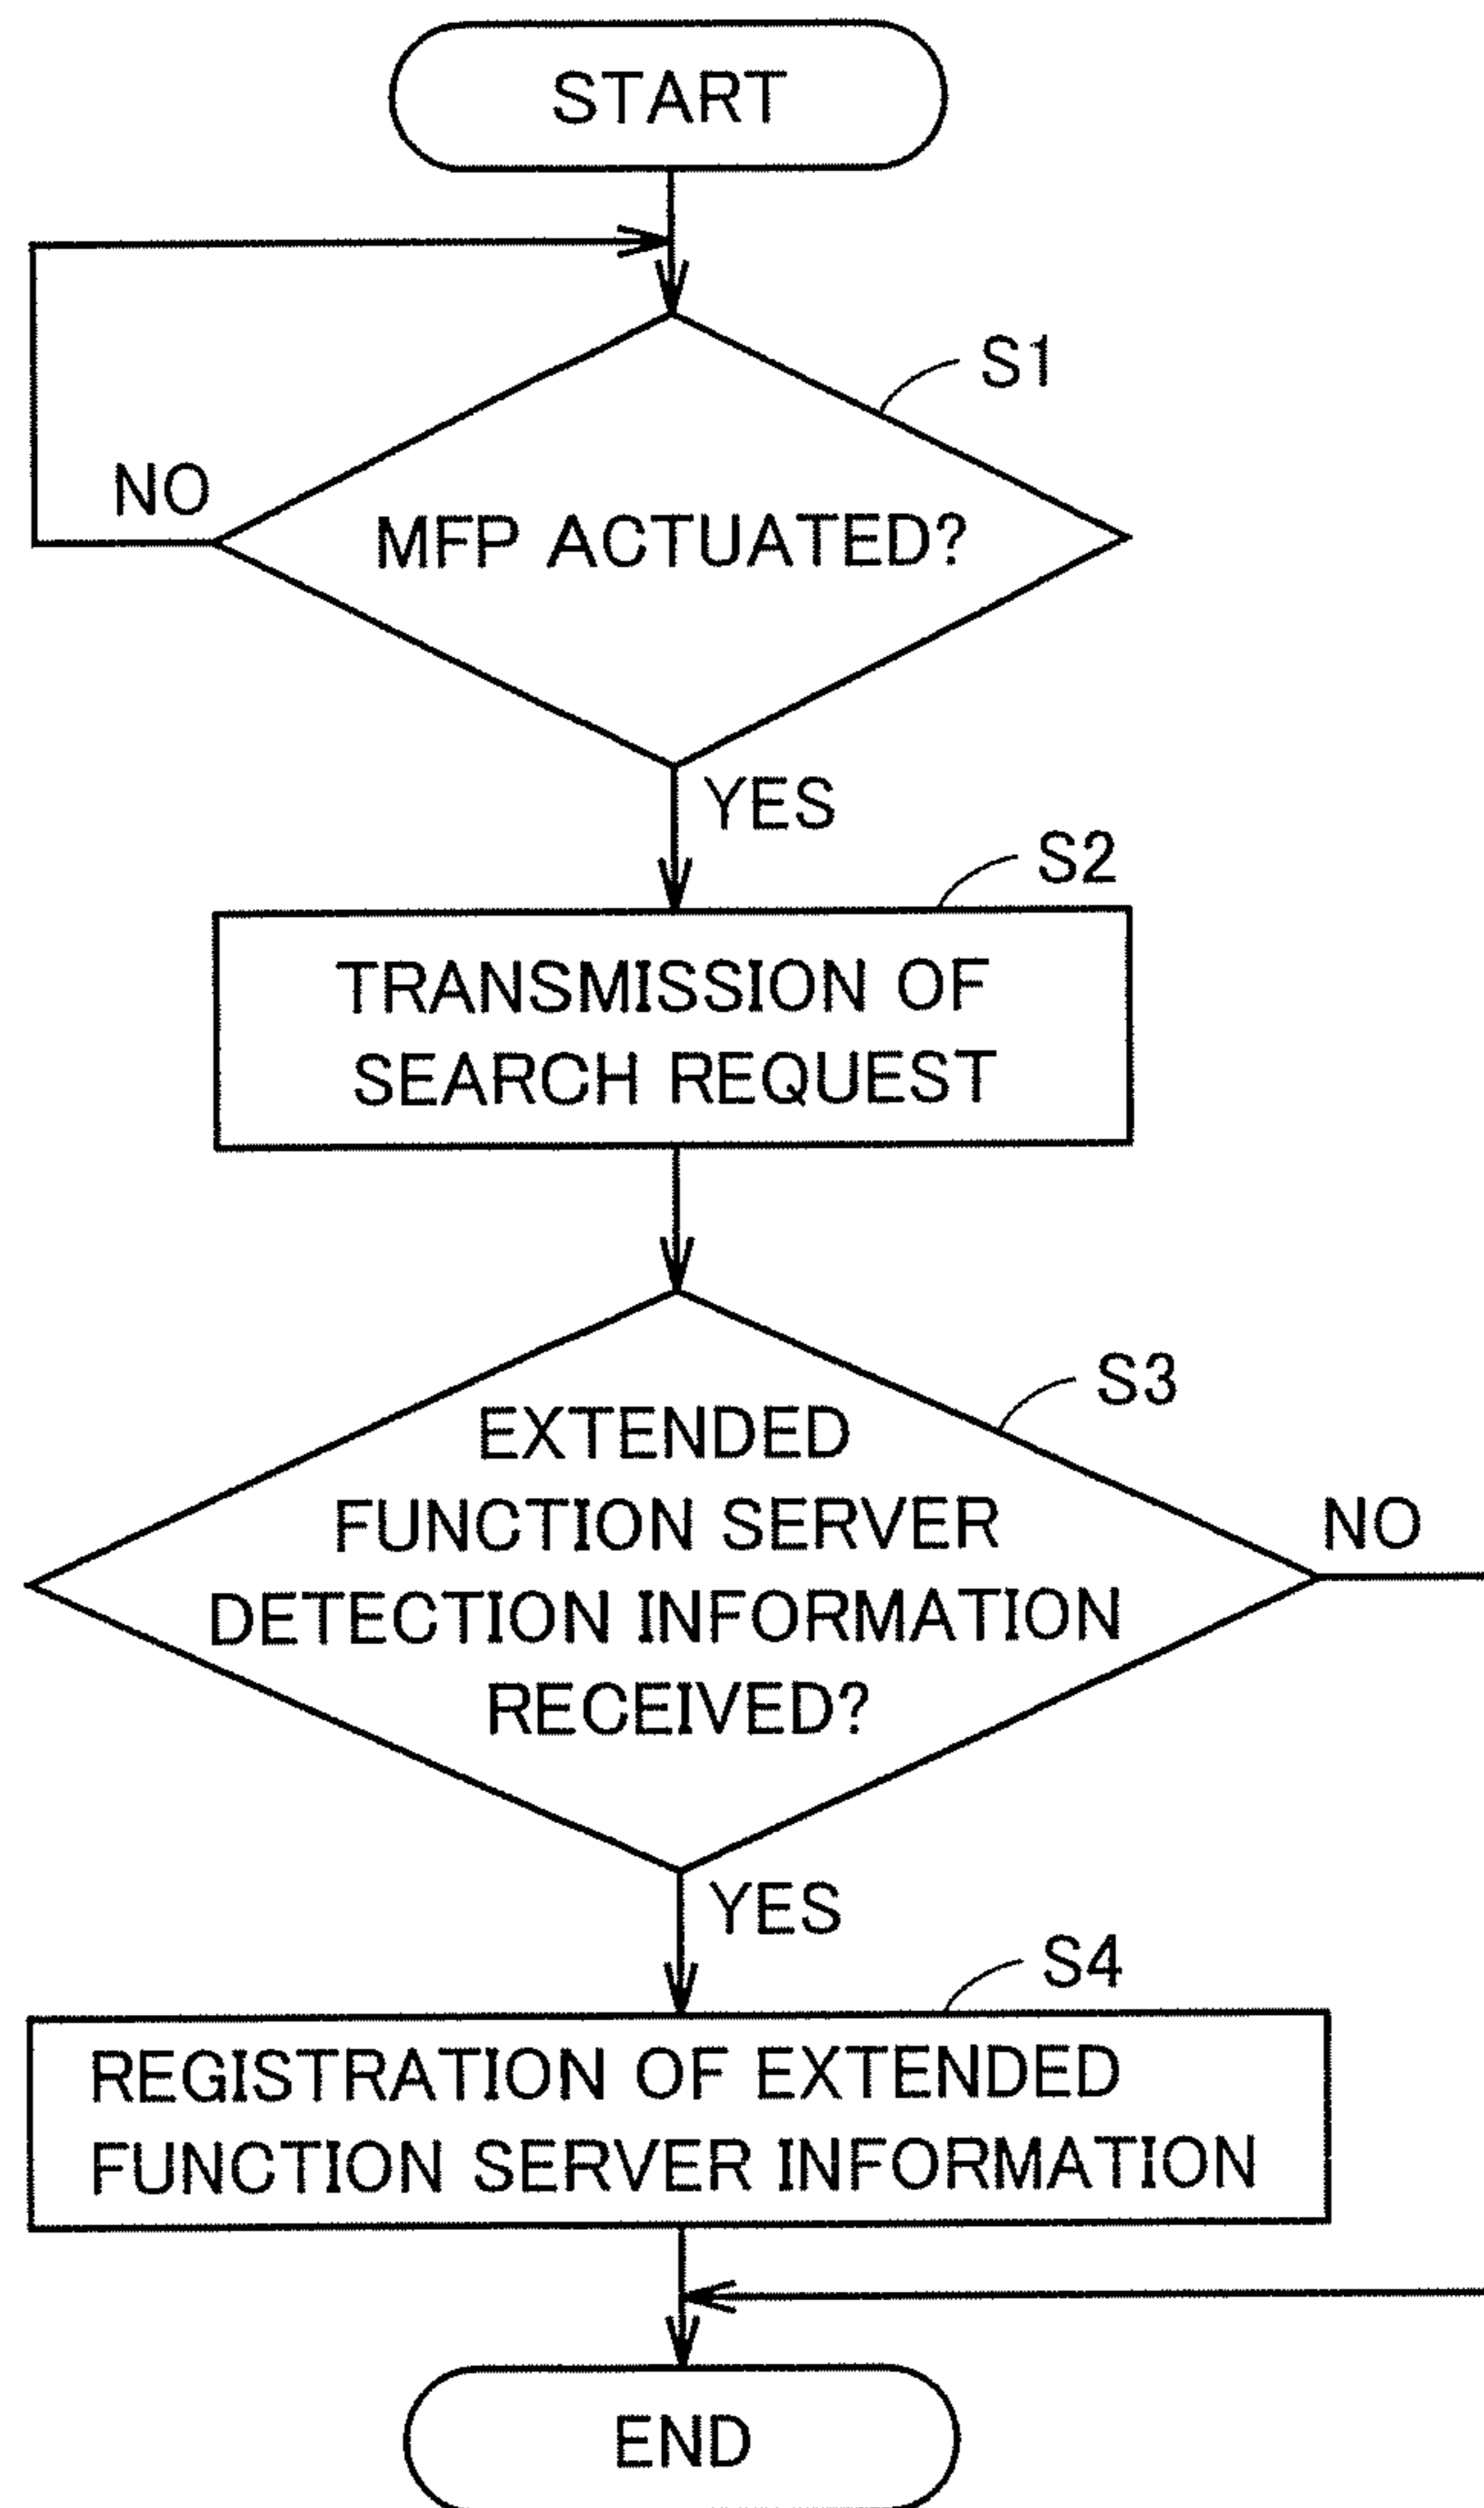 START
S1
NO
MFP ACTUATED?
YES
S2
TRANSMISSION OF
SEARCH REQUEST
S3
EXTENDED
FUNCTION SERVER
NO
DETECTION INFORMATION
RECEIVED?
YES
S4
REGISTRATION OF EXTENDED
FUNCTION SERVER INFORMATION
END